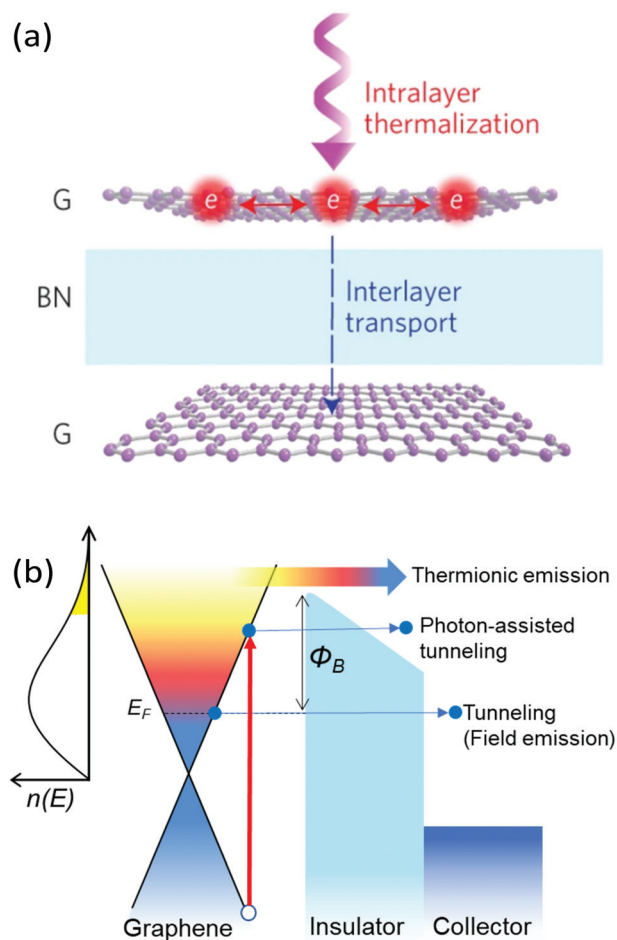 (a)
Intralayer
thermalization
G
e e e
BN
Interlayer
transport
G
(b)
Thermionic emission
Photon-assisted
tunneling
Φ_B
E_F
Tunneling
(Field emission)
n(E)
Graphene
Insulator
Collector